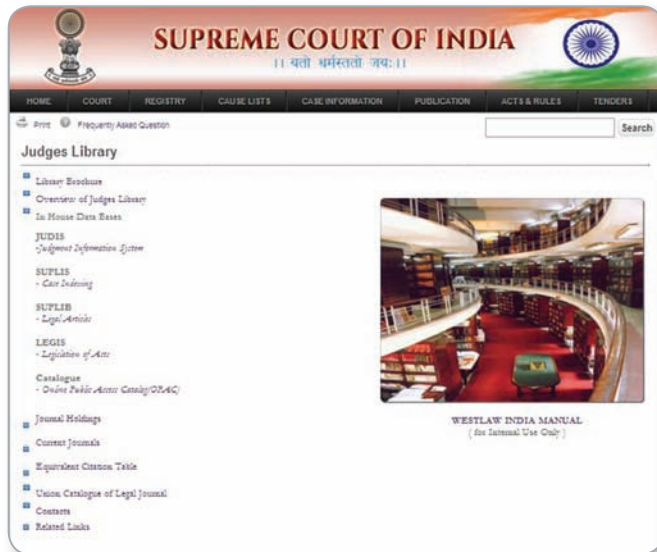 SUPREME COURT OF INDIA
।। यतो धर्मस्ततो जयः ।।
HOME COURT REGISTRY CAUSE LISTS CASE INFORMATION PUBLICATION ACTS & RULES TENDERS
Print Frequently Asked Question
Search
Judges Library
Library Brochure
Overview of Judges Library
In House Data Bases
JUDIS
-Judgment Information System
SUPLIS
- Case Indexing
SUPLIB
- Legal Articles
LEGIS
- Legislation of Acts
Catalogue
- Online Public Access Catalog(OPAC)
Journal Holdings
Current Journals
Equivalent Citation Table
Union Catalogue of Legal Journal
Contacts
Related Links
WESTLAW INDIA MANUAL
( for Internal Use Only )